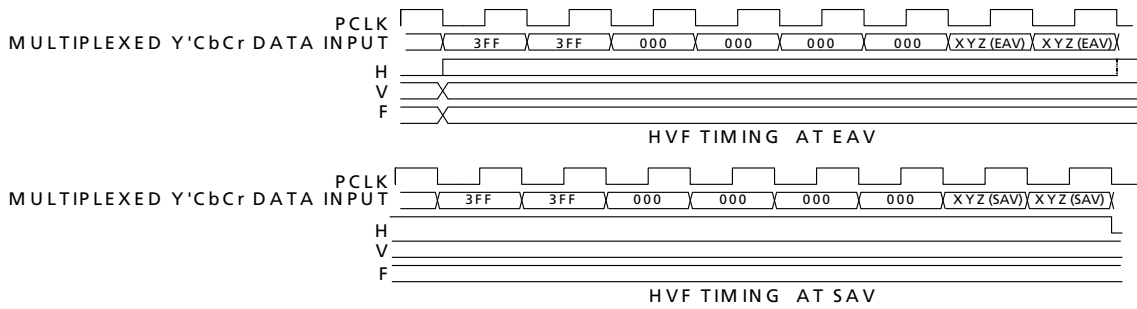 PCLK
MULTIPLEXED Y'CbCr DATA INPUT 3FF 3FF 000 000 000 000 XYZ (EAV) XYZ (EAV)
H
V
F
HVF TIMING AT EAV
PCLK
MULTIPLEXED Y'CbCr DATA INPUT 3FF 3FF 000 000 000 000 XYZ (SAV) XYZ (SAV)
H
V
F
HVF TIMING AT SAV